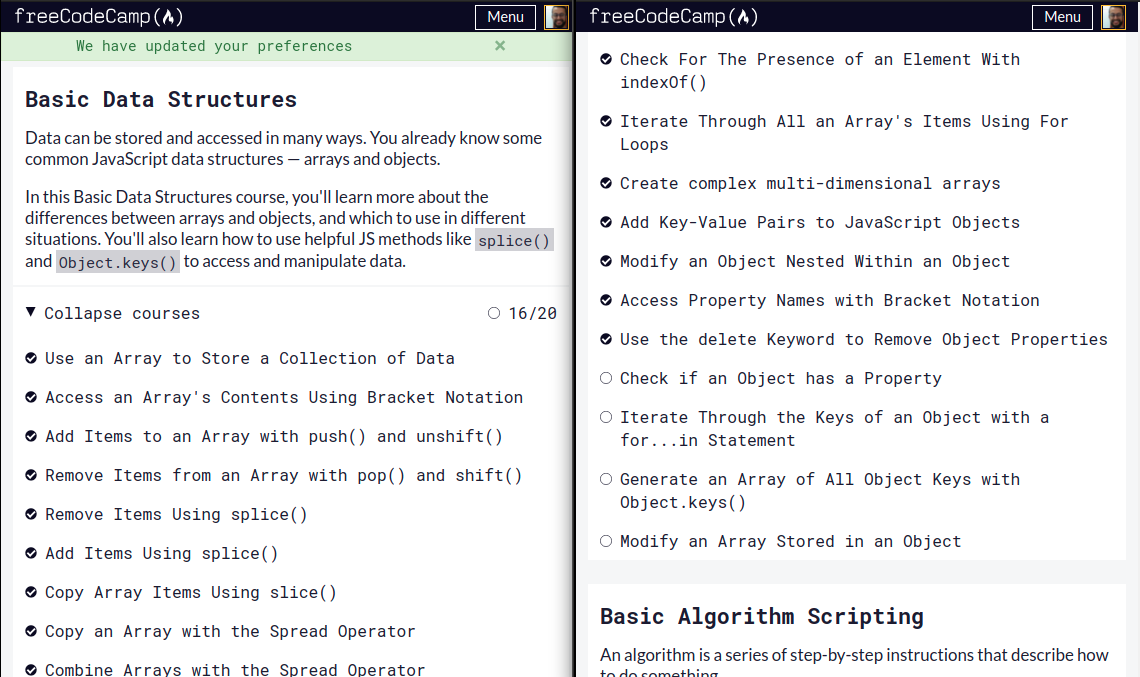 freeCodeCamp
Menu
We have updated your preferences
×
Basic Data Structures
Data can be stored and accessed in many ways. You already know some
common JavaScript data structures — arrays and objects.
In this Basic Data Structures course, you'll learn more about the
differences between arrays and objects, and which to use in different
situations. You'll also learn how to use helpful JS methods like splice()
and Object.keys() to access and manipulate data.
Collapse courses
16/20
Use an Array to Store a Collection of Data
Access an Array's Contents Using Bracket Notation
Add Items to an Array with push() and unshift()
Remove Items from an Array with pop() and shift()
Remove Items Using splice()
Add Items Using splice()
Copy Array Items Using slice()
Copy an Array with the Spread Operator
Combine Arrays with the Spread Operator
freeCodeCamp
Menu
Check For The Presence of an Element With
indexOf()
Iterate Through All an Array's Items Using For
Loops
Create complex multi-dimensional arrays
Add Key-Value Pairs to JavaScript Objects
Modify an Object Nested Within an Object
Access Property Names with Bracket Notation
Use the delete Keyword to Remove Object Properties
Check if an Object has a Property
Iterate Through the Keys of an Object with a
for...in Statement
Generate an Array of All Object Keys with
Object.keys()
Modify an Array Stored in an Object
Basic Algorithm Scripting
An algorithm is a series of step-by-step instructions that describe how
to do something.